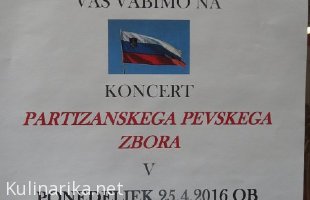 VAS VABIMO NA
KONCERT
PARTIZANSKEGA PEVSKEGA
ZBORA
V
PONEDELJEK 25.4.2016 OB
Kulinarika.net